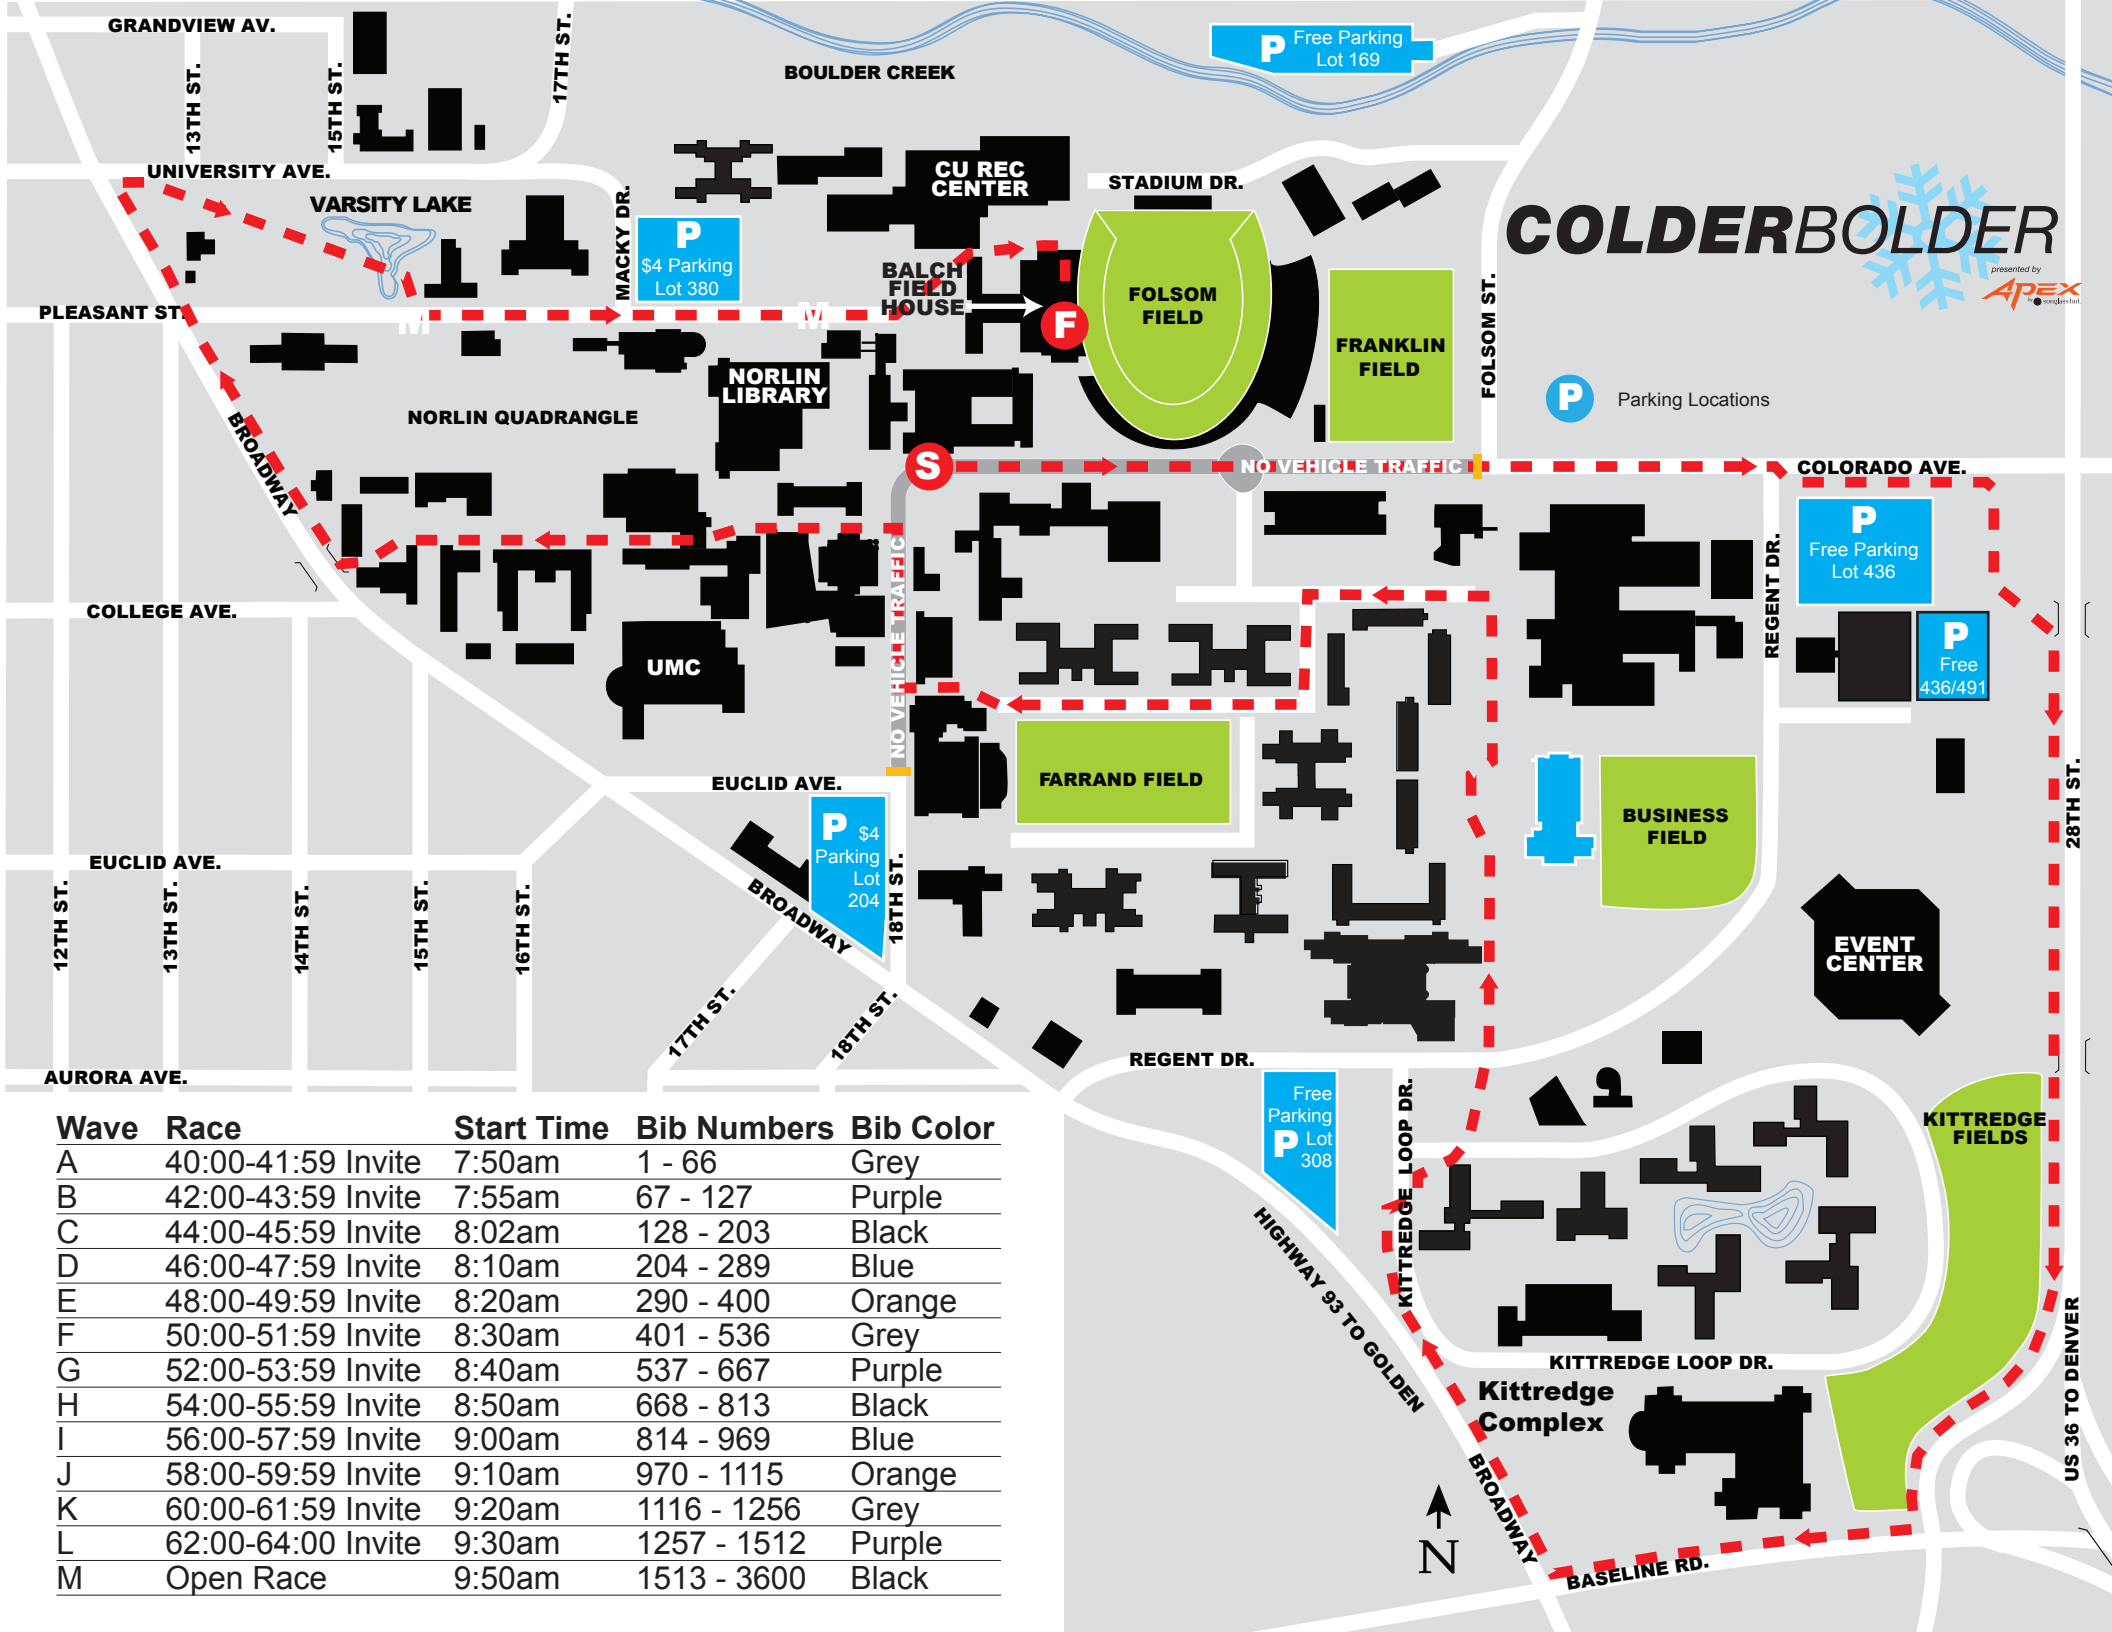 GRANDVIEW AV.
13TH ST.
15TH ST.
17TH ST.
BOULDER CREEK
P Free Parking
Lot 169
UNIVERSITY AVE.
VARSITY LAKE
MACKY DR.
P
$4 Parking
Lot 380
CU REC
CENTER
STADIUM DR.
COLDERBOLDER
presented by
APEX
by sunglass hut.
PLEASANT ST.
M
M
BALCH
FIELD
HOUSE
F
FOLSOM
FIELD
FRANKLIN
FIELD
FOLSOM ST.
P Parking Locations
NORLIN
LIBRARY
NORLIN QUADRANGLE
BROADWAY
S
NO VEHICLE TRAFFIC
COLORADO AVE.
P
Free Parking
Lot 436
REGENT DR.
P
Free
436/491
COLLEGE AVE.
UMC
NO VEHICLE TRAFFIC
EUCLID AVE.
FARRAND FIELD
BUSINESS
FIELD
28TH ST.
P $4
Parking
Lot
204
EUCLID AVE.
12TH ST.
13TH ST.
14TH ST.
15TH ST.
16TH ST.
BROADWAY
18TH ST.
EVENT
CENTER
17TH ST.
18TH ST.
REGENT DR.
AURORA AVE.
Free
Parking
P Lot
308
KITTREDGE LOOP DR.
KITTREDGE
FIELDS
HIGHWAY 93 TO GOLDEN
KITTREDGE LOOP DR.
Kittredge
Complex
US 36 TO DENVER
BROADWAY
N
BASELINE RD.
Wave Race Start Time Bib Numbers Bib Color
A 40:00-41:59 Invite 7:50am 1 - 66 Grey
B 42:00-43:59 Invite 7:55am 67 - 127 Purple
C 44:00-45:59 Invite 8:02am 128 - 203 Black
D 46:00-47:59 Invite 8:10am 204 - 289 Blue
E 48:00-49:59 Invite 8:20am 290 - 400 Orange
F 50:00-51:59 Invite 8:30am 401 - 536 Grey
G 52:00-53:59 Invite 8:40am 537 - 667 Purple
H 54:00-55:59 Invite 8:50am 668 - 813 Black
I 56:00-57:59 Invite 9:00am 814 - 969 Blue
J 58:00-59:59 Invite 9:10am 970 - 1115 Orange
K 60:00-61:59 Invite 9:20am 1116 - 1256 Grey
L 62:00-64:00 Invite 9:30am 1257 - 1512 Purple
M Open Race 9:50am 1513 - 3600 Black